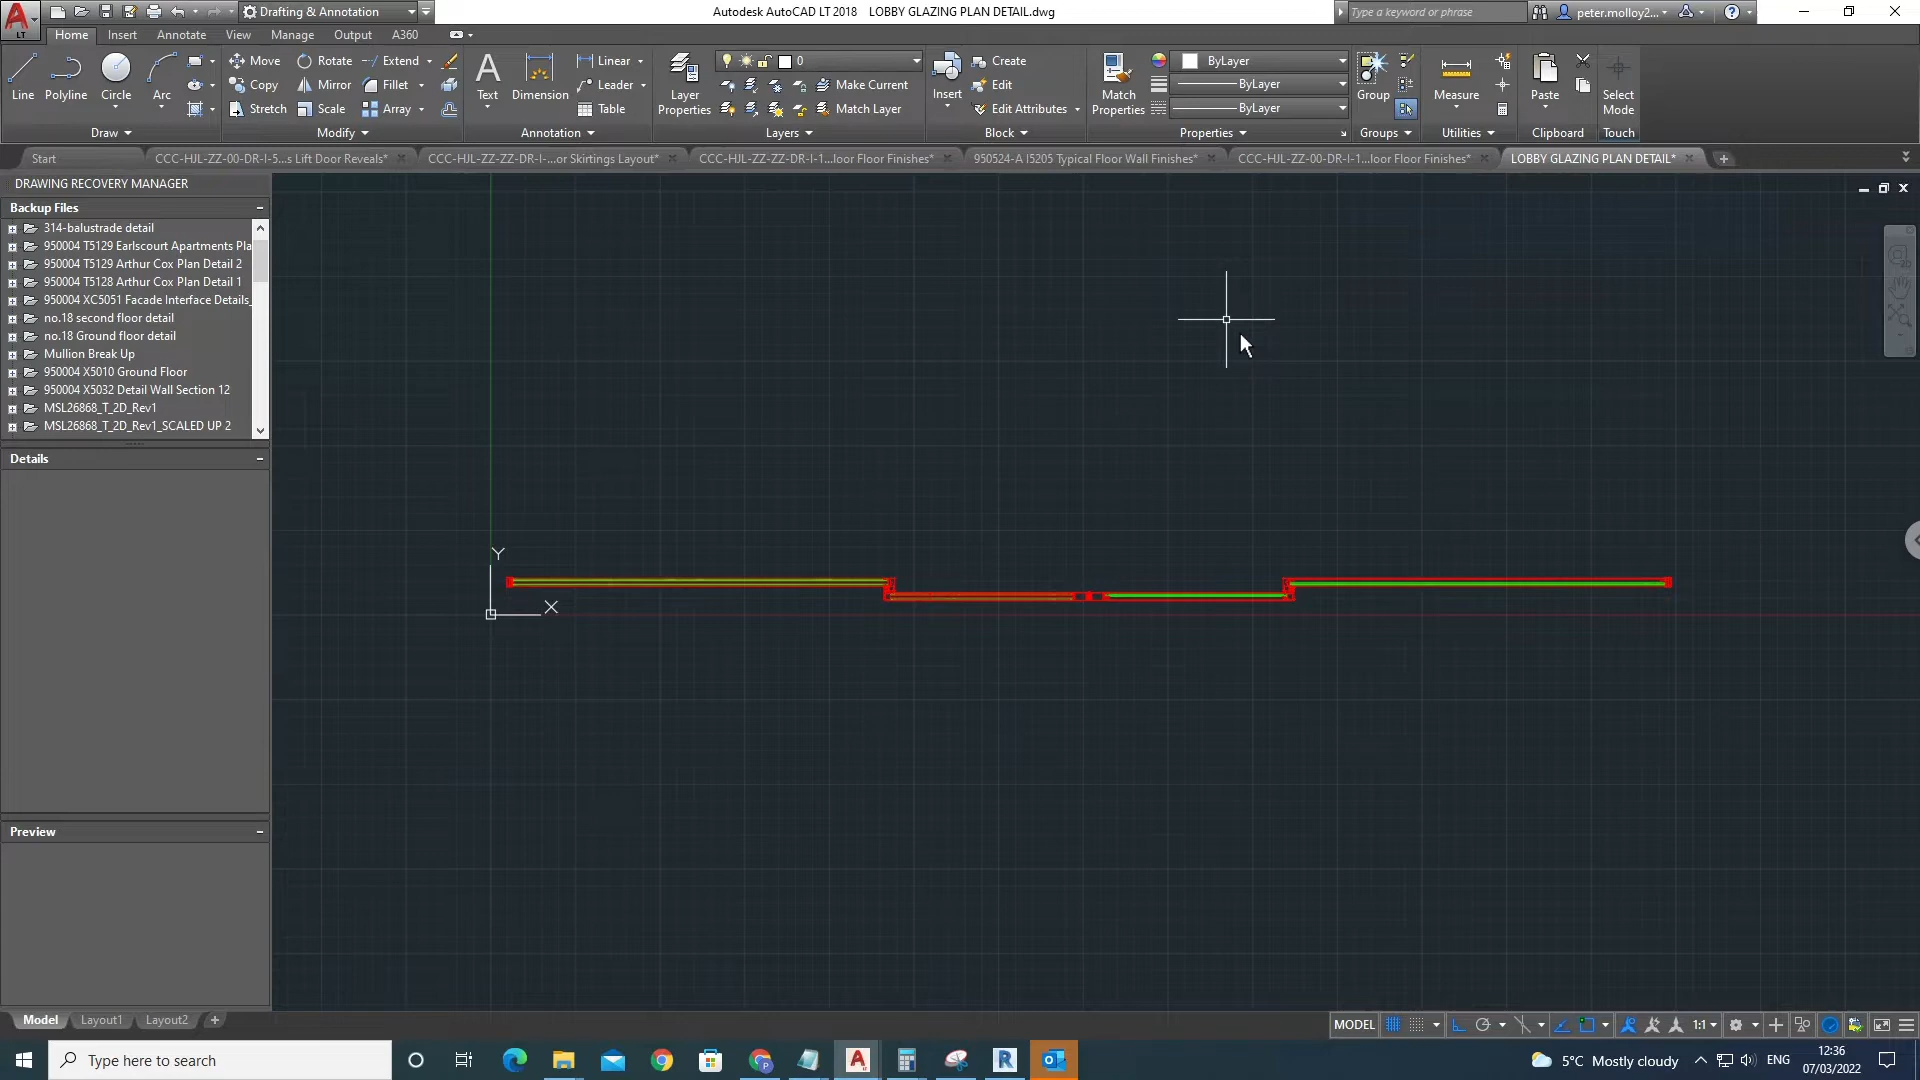 Drafting & Annotation
Autodesk AutoCAD LT 2018 LOBBY GLAZING PLAN DETAIL.dwg
Type a keyword or phrase
peter.molloy2...
LT
Home Insert Annotate View Manage Output A360
Move Rotate Extend
Copy Mirror Fillet
Stretch Scale Array
Line Polyline Circle Arc
Text Dimension
Linear
Leader
Table
Layer Properties
0
Make Current
Match Layer
Insert
Create
Edit
Edit Attributes
Match Properties
ByLayer
ByLayer
ByLayer
Group
Measure
Paste
Select Mode
Draw Modify Annotation Layers Block Properties Groups Utilities Clipboard Touch
Start CCC-HJL-ZZ-00-DR-I-5...s Lift Door Reveals* CCC-HJL-ZZ-ZZ-DR-I-...or Skirtings Layout* CCC-HJL-ZZ-ZZ-DR-I-1...loor Floor Finishes* 950524-A I5205 Typical Floor Wall Finishes* CCC-HJL-ZZ-00-DR-I-1...loor Floor Finishes* LOBBY GLAZING PLAN DETAIL*
DRAWING RECOVERY MANAGER
Backup Files
314-balustrade detail
950004 T5129 Earlscourt Apartments Pla
950004 T5129 Arthur Cox Plan Detail 2
950004 T5128 Arthur Cox Plan Detail 1
950004 XC5051 Facade Interface Details_
no.18 second floor detail
no.18 Ground floor detail
Mullion Break Up
950004 X5010 Ground Floor
950004 X5032 Detail Wall Section 12
MSL26868_T_2D_Rev1
MSL26868_T_2D_Rev1_SCALED UP 2
Details
Preview
Y
X
Model Layout1 Layout2
MODEL 1:1
Type here to search
5°C Mostly cloudy
ENG
12:36
07/03/2022